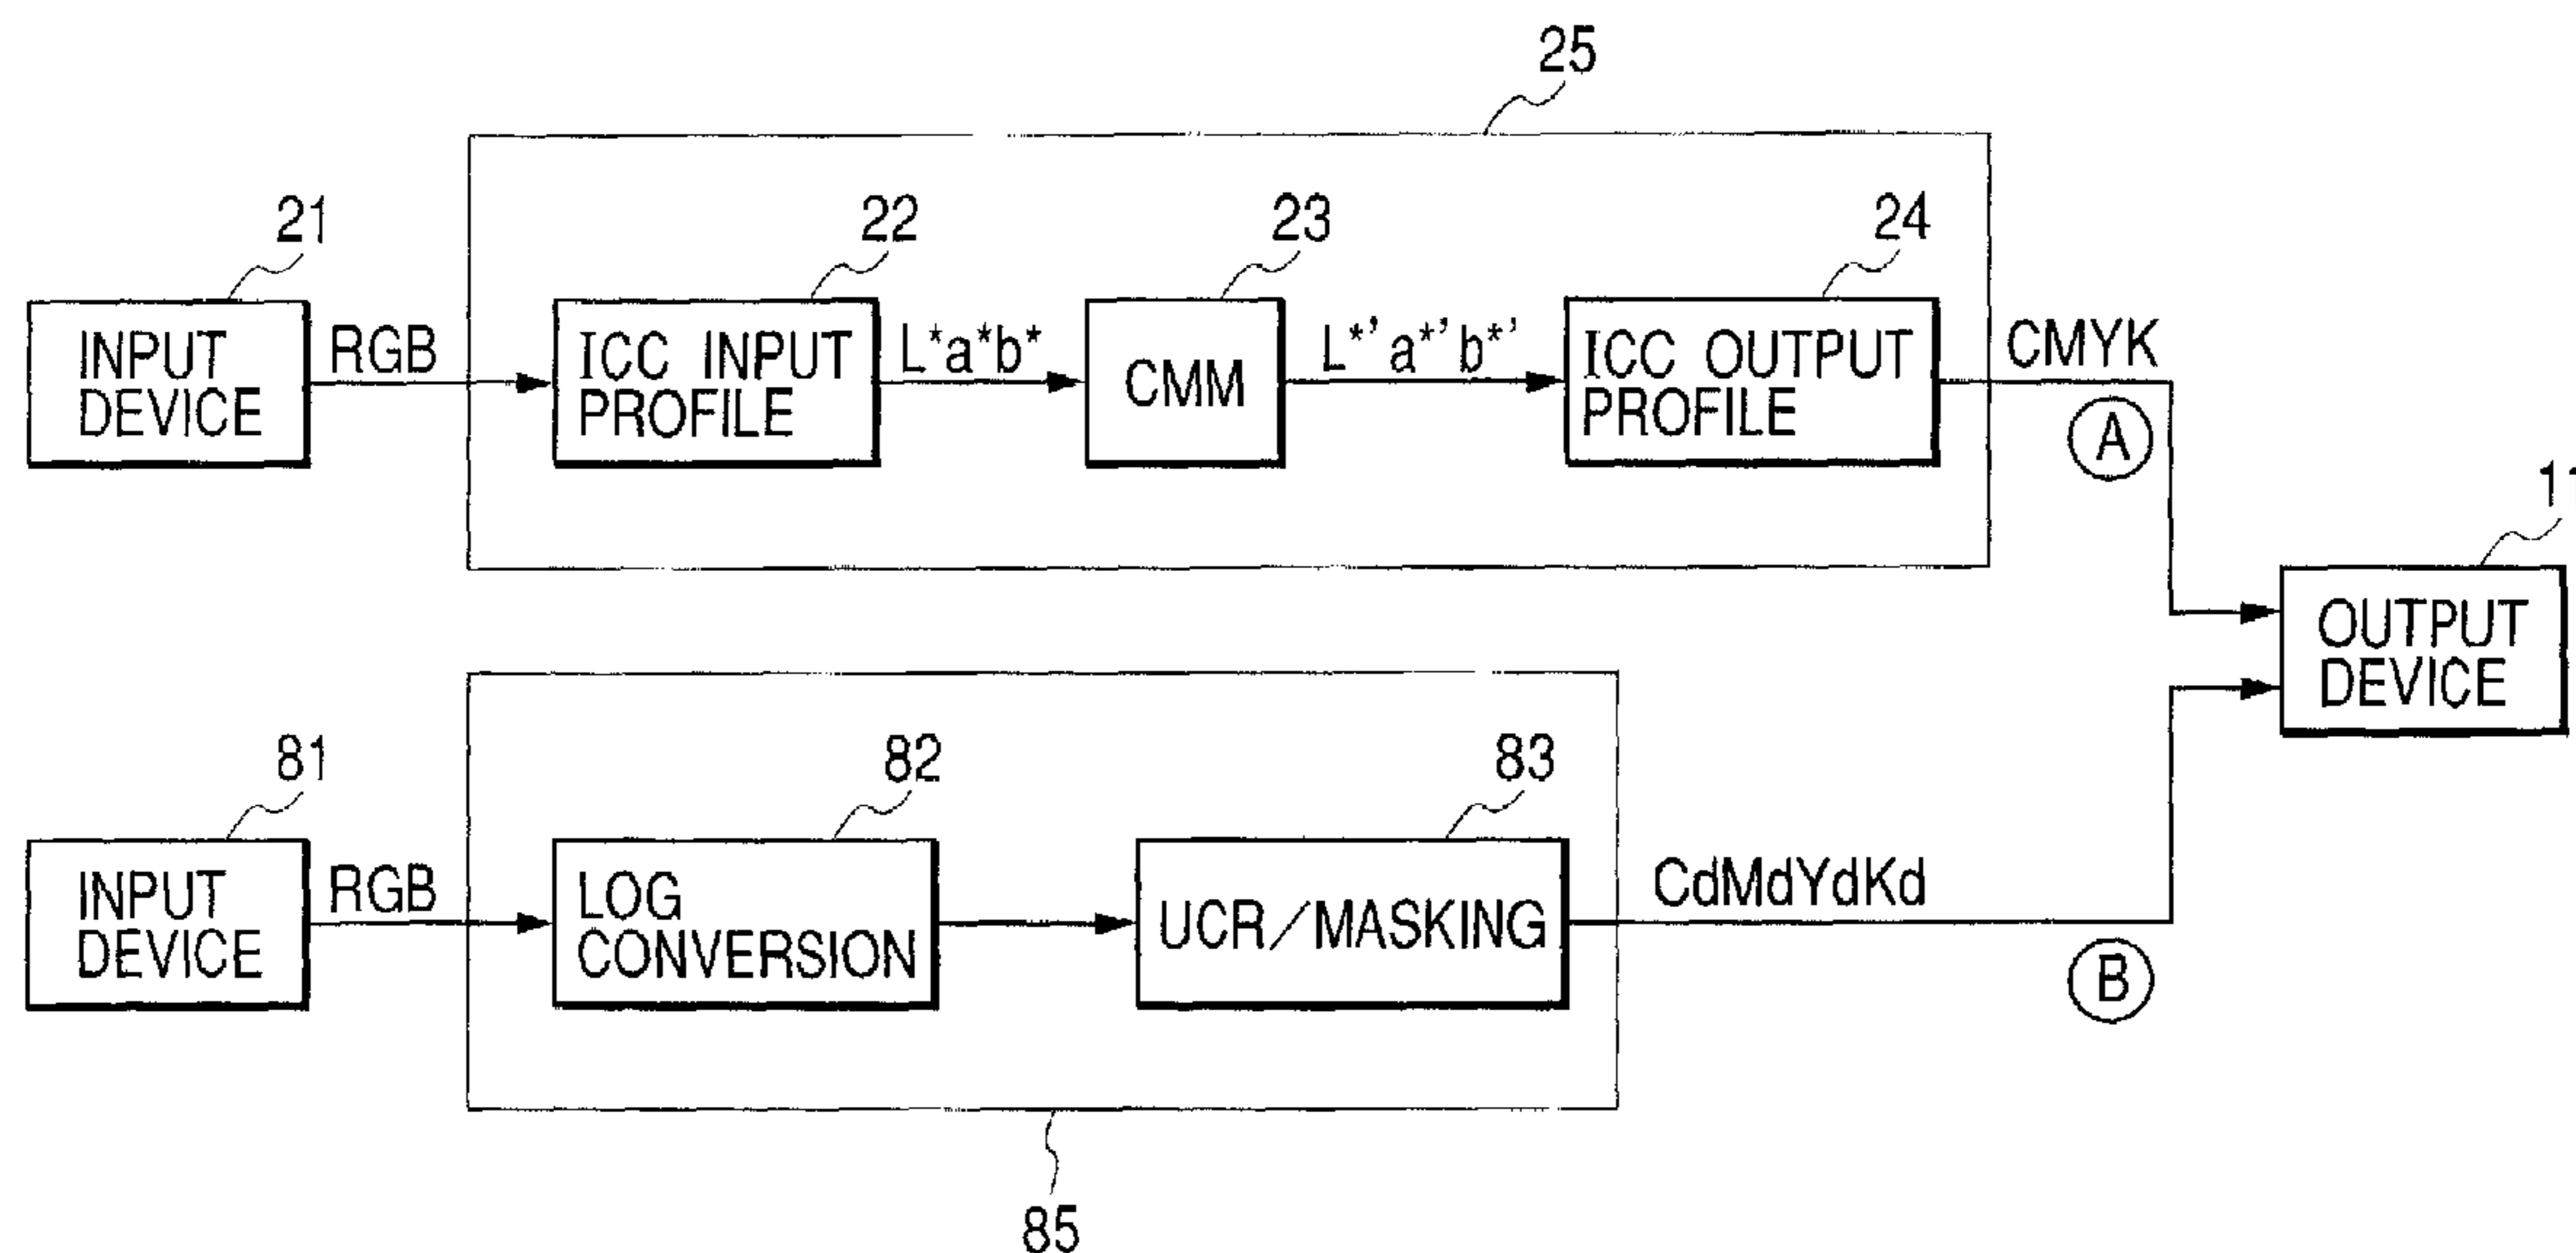 25
21
22
23
24
INPUT
DEVICE
RGB
ICC INPUT
PROFILE
L*a*b*
CMM
L*'a*'b*'
ICC OUTPUT
PROFILE
CMYK
A
11
OUTPUT
DEVICE
81
82
83
INPUT
DEVICE
RGB
LOG
CONVERSION
UCR/MASKING
CdMdYdKd
B
85